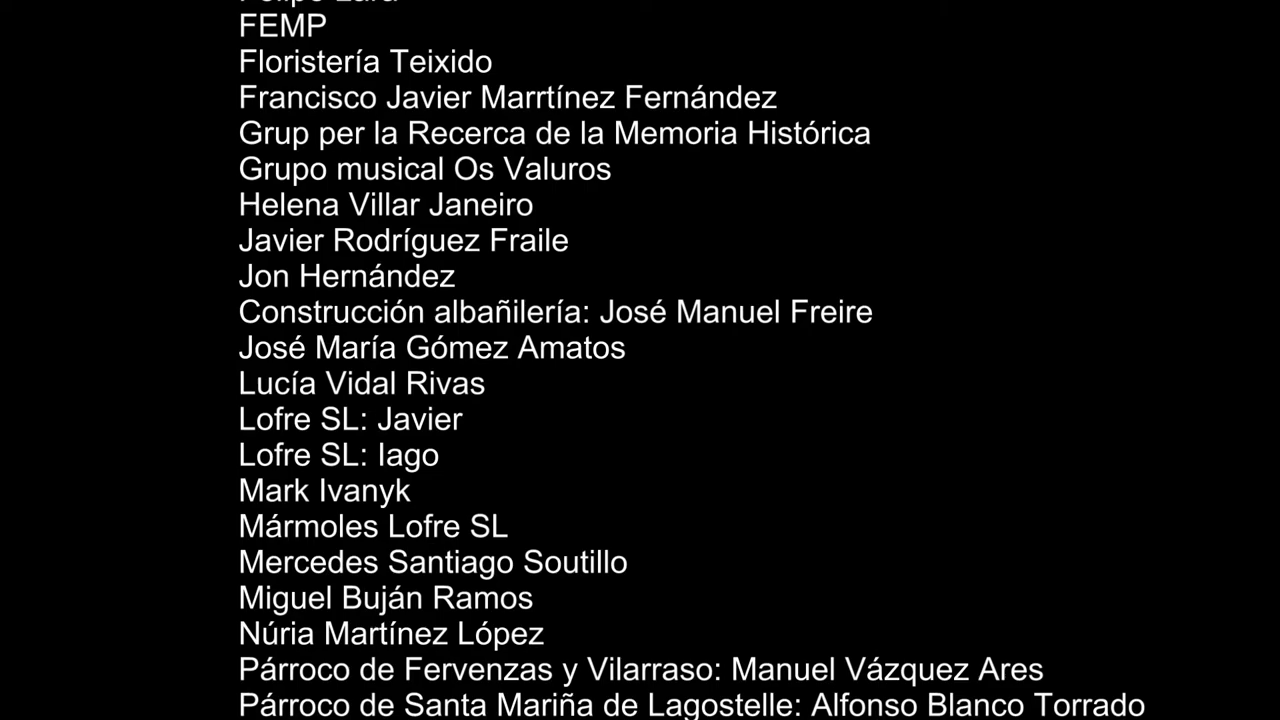 FEMP
Floristería Teixido
Francisco Javier Marrtínez Fernández
Grup per la Recerca de la Memoria Histórica
Grupo musical Os Valuros
Helena Villar Janeiro
Javier Rodríguez Fraile
Jon Hernández
Construcción albañilería: José Manuel Freire
José María Gómez Amatos
Lucía Vidal Rivas
Lofre SL: Javier
Lofre SL: Iago
Mark Ivanyk
Mármoles Lofre SL
Mercedes Santiago Soutillo
Miguel Buján Ramos
Núria Martínez López
Párroco de Fervenzas y Vilarraso: Manuel Vázquez Ares
Párroco de Santa Mariña de Lagostelle: Alfonso Blanco Torrado